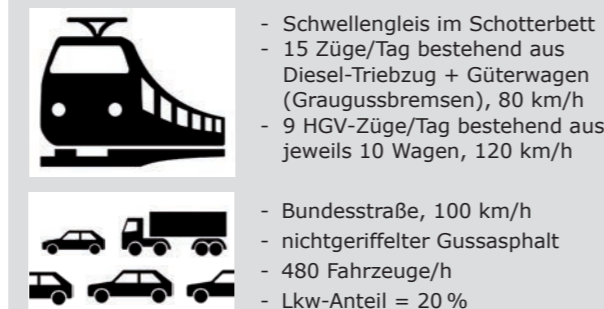 - Schwellengleis im Schotterbett
- 15 Züge/Tag bestehend aus
Diesel-Triebzug + Güterwagen
(Graugussbremsen), 80 km/h
- 9 HGV-Züge/Tag bestehend aus
jeweils 10 Wagen, 120 km/h
- Bundesstraße, 100 km/h
- nichtgeriffelter Gussasphalt
- 480 Fahrzeuge/h
- Lkw-Anteil = 20 %